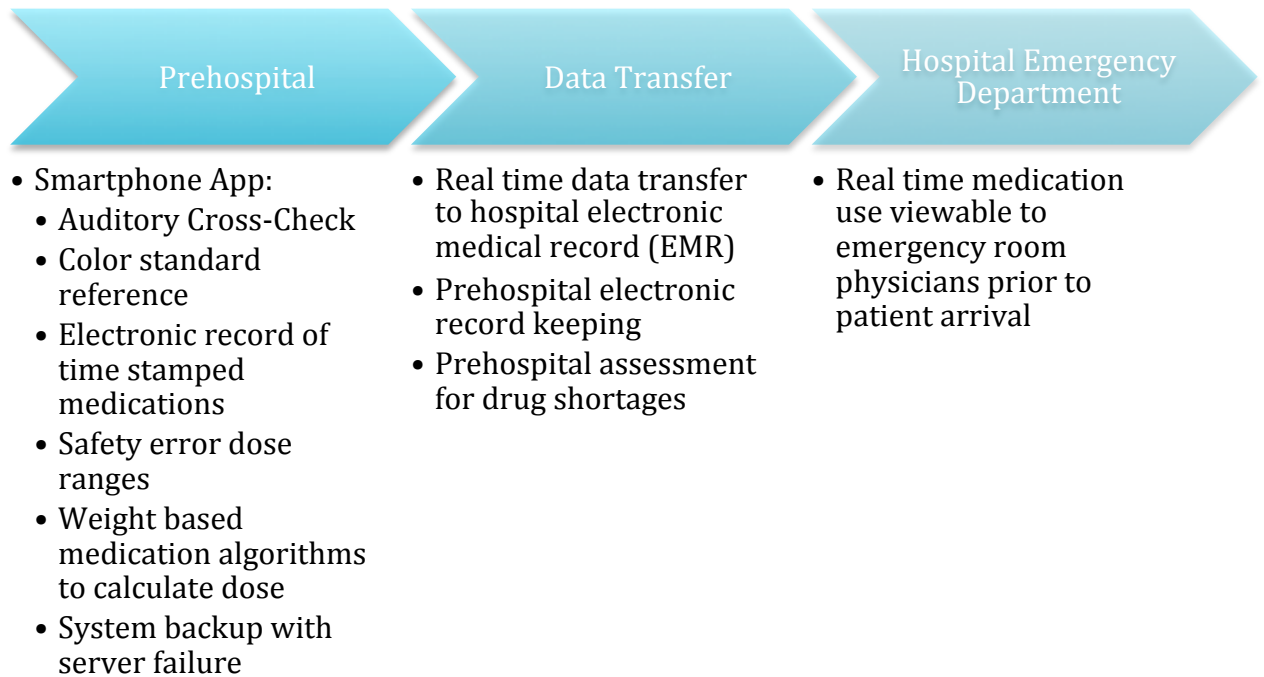 Prehospital
Data Transfer
Hospital Emergency
Department
• Smartphone App:
• Auditory Cross-Check
• Color standard
reference
• Electronic record of
time stamped
medications
• Safety error dose
ranges
• Weight based
medication algorithms
to calculate dose
• System backup with
server failure
• Real time data transfer
to hospital electronic
medical record (EMR)
• Prehospital electronic
record keeping
• Prehospital assessment
for drug shortages
• Real time medication
use viewable to
emergency room
physicians prior to
patient arrival